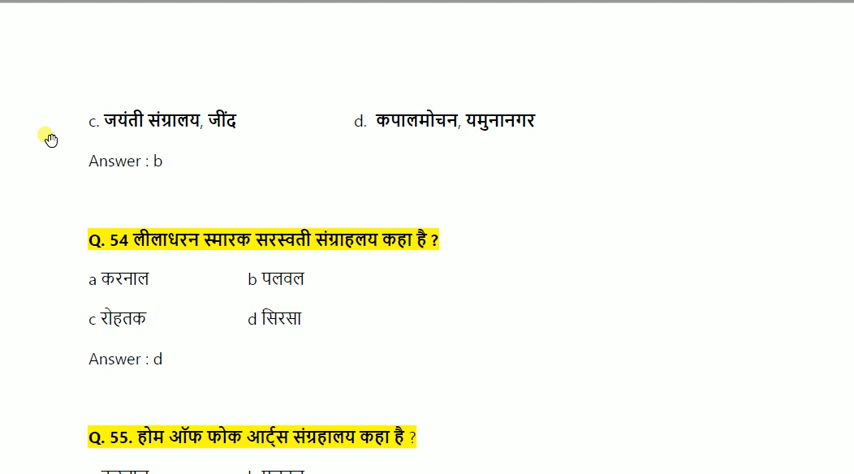 c. जयंती संग्रालय, जींद d. कपालमोचन, यमुनानगर
Answer : b
Q. 54 लीलाधरन स्मारक सरस्वती संग्राहलय कहा है ?
a करनाल b पलवल
c रोहतक d सिरसा
Answer : d
Q. 55. होम ऑफ फोक आर्ट्स संग्रहालय कहा है ?